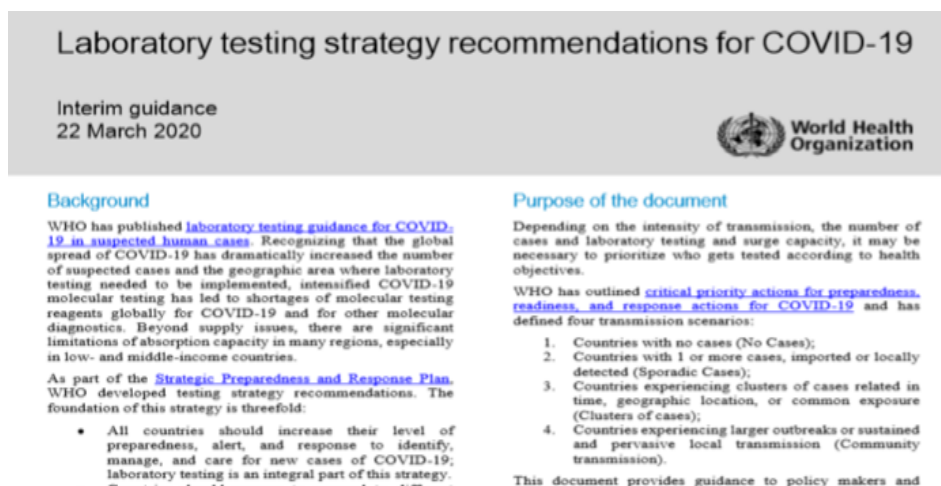 Laboratory testing strategy recommendations for COVID-19
Interim guidance
22 March 2020
World Health
Organization
Background
WHO has published laboratory testing guidance for COVID-
19 in suspected human cases. Recognizing that the global
spread of COVID-19 has dramatically increased the number
of suspected cases and the geographic area where laboratory
testing needed to be implemented, intensified COVID-19
molecular testing has led to shortages of molecular testing
reagents globally for COVID-19 and for other molecular
diagnostics. Beyond supply issues, there are significant
limitations of absorption capacity in many regions, especially
in low- and middle-income countries.
As part of the Strategic Preparedness and Response Plan,
WHO developed testing strategy recommendations. The
foundation of this strategy is threefold:
• All countries should increase their level of
preparedness, alert, and response to identify,
manage, and care for new cases of COVID-19;
laboratory testing is an integral part of this strategy.
Purpose of the document
Depending on the intensity of transmission, the number of
cases and laboratory testing and surge capacity, it may be
necessary to prioritize who gets tested according to health
objectives.
WHO has outlined critical priority actions for preparedness,
readiness, and response actions for COVID-19 and has
defined four transmission scenarios:
1. Countries with no cases (No Cases);
2. Countries with 1 or more cases, imported or locally
detected (Sporadic Cases);
3. Countries experiencing clusters of cases related in
time, geographic location, or common exposure
(Clusters of cases);
4. Countries experiencing larger outbreaks or sustained
and pervasive local transmission (Community
transmission).
This document provides guidance to policy makers and